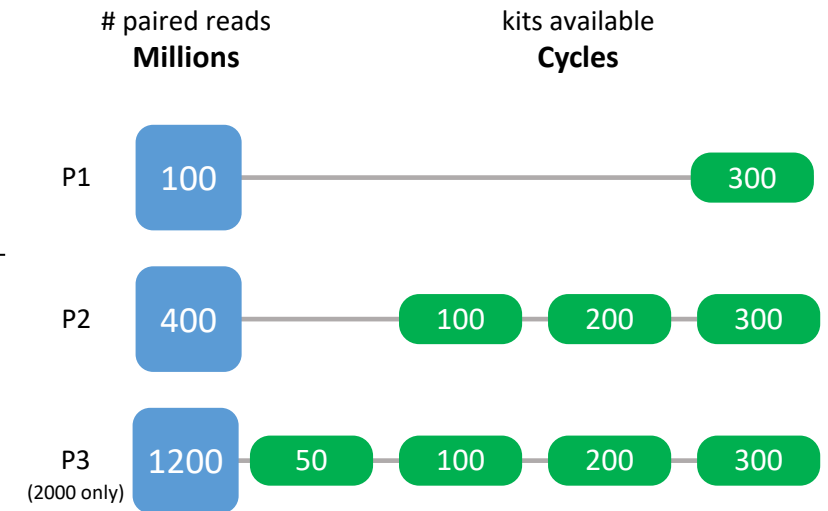 # paired reads
Millions
kits available
Cycles
P1
100
300
P2
400
100
200
300
P3
(2000 only)
1200
50
100
200
300